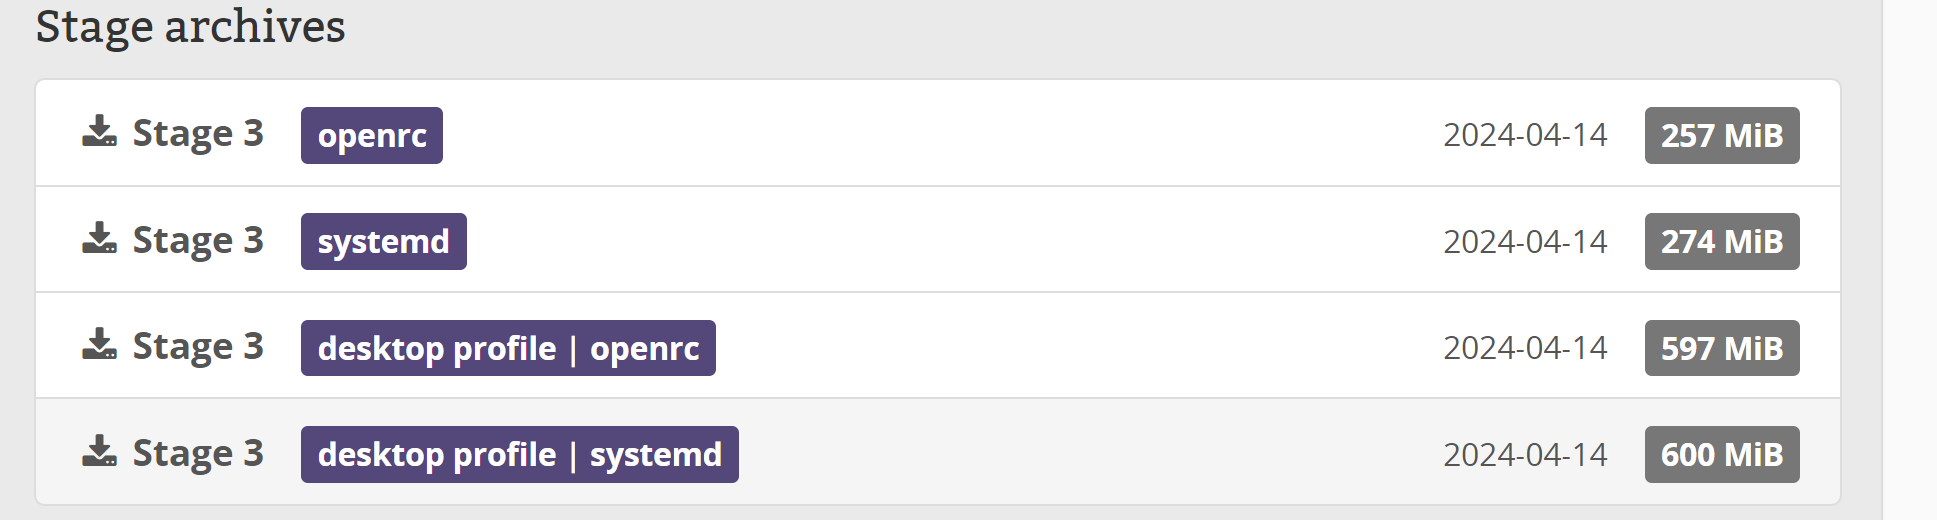 Stage archives
Stage 3 openrc 2024-04-14 257 MiB
Stage 3 systemd 2024-04-14 274 MiB
Stage 3 desktop profile | openrc 2024-04-14 597 MiB
Stage 3 desktop profile | systemd 2024-04-14 600 MiB